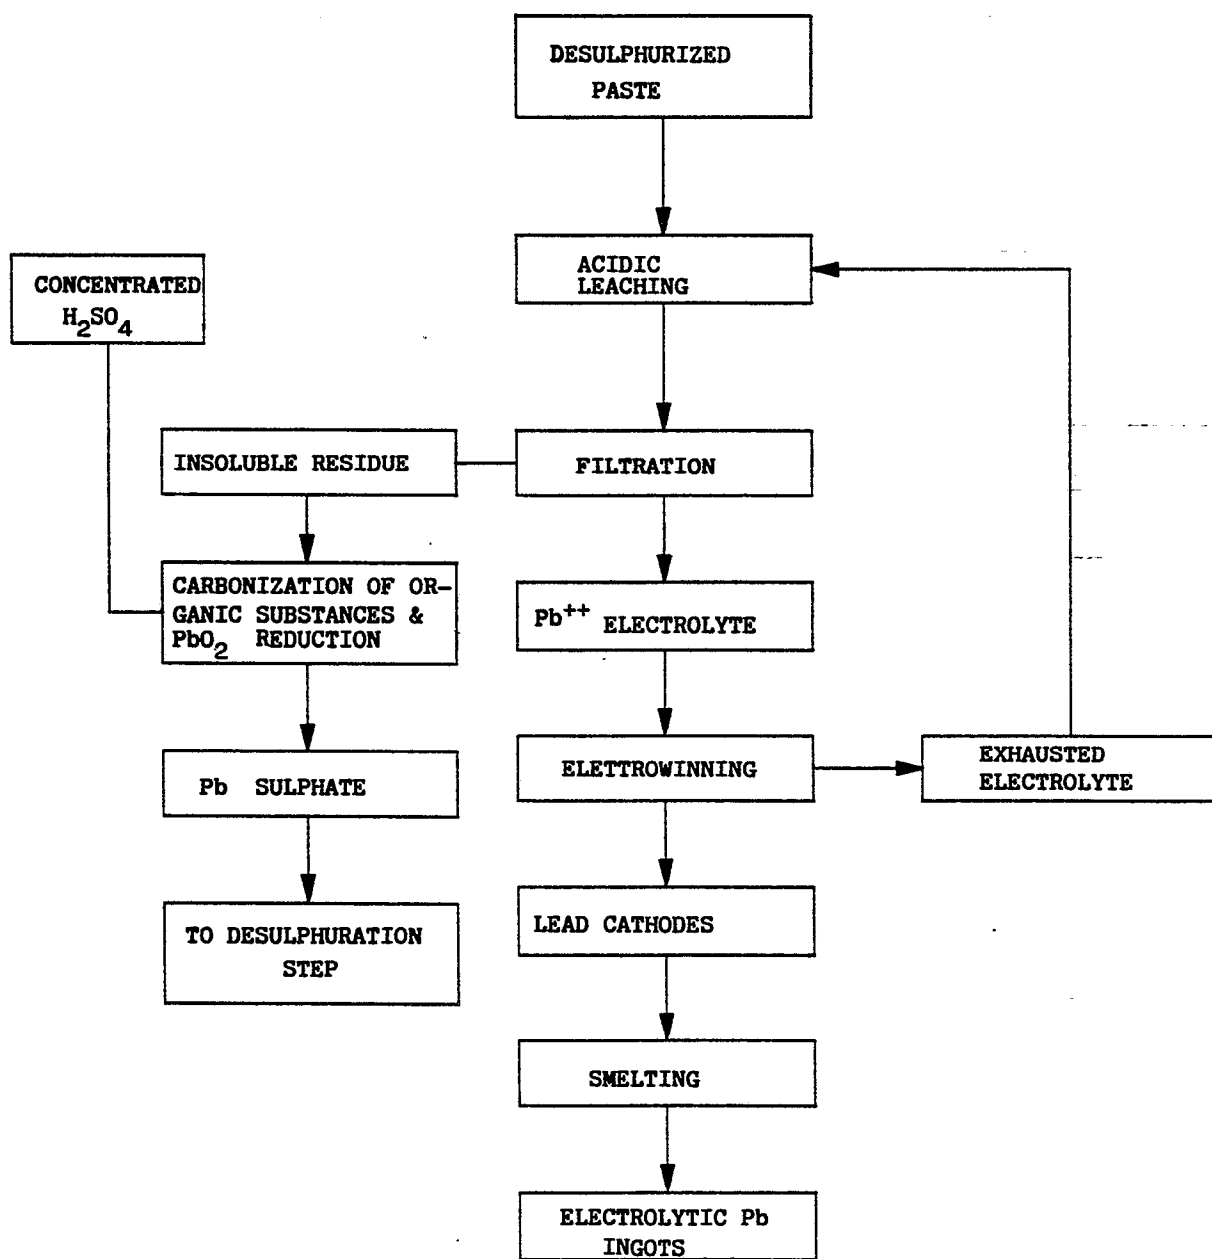 DESULPHURIZED
PASTE
ACIDIC
LEACHING
CONCENTRATED
H2SO4
INSOLUBLE RESIDUE
FILTRATION
CARBONIZATION OF OR-
GANIC SUBSTANCES &
PbO2 REDUCTION
Pb++ ELECTROLYTE
ELETTROWINNING
EXHAUSTED
ELECTROLYTE
Pb SULPHATE
LEAD CATHODES
TO DESULPHURATION
STEP
SMELTING
ELECTROLYTIC Pb
INGOTS